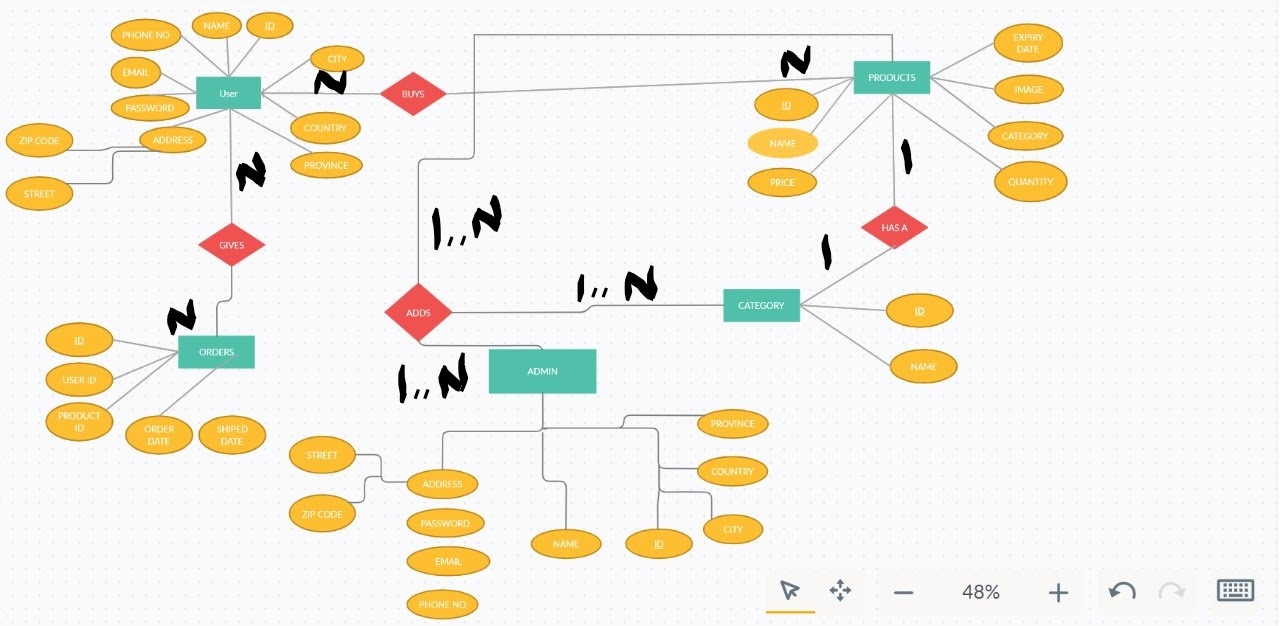 NAME
ID
PHONE NO
CITY
EMAIL
User
PASSWORD
ZIP CODE
ADDRESS
COUNTRY
PROVINCE
STREET
N
BUYS
N
N
GIVES
N
PRODUCTS
EXPIRY
DATE
ID
IMAGE
NAME
CATEGORY
PRICE
QUANTITY
1
HAS A
1
1,,N
ADDS
1,, N
CATEGORY
ID
NAME
1,,N
ADMIN
ORDERS
ID
USER ID
PRODUCT
ID
ORDER
DATE
SHIPED
DATE
STREET
ZIP CODE
ADDRESS
PASSWORD
EMAIL
PHONE NO
NAME
ID
PROVINCE
COUNTRY
CITY
48%